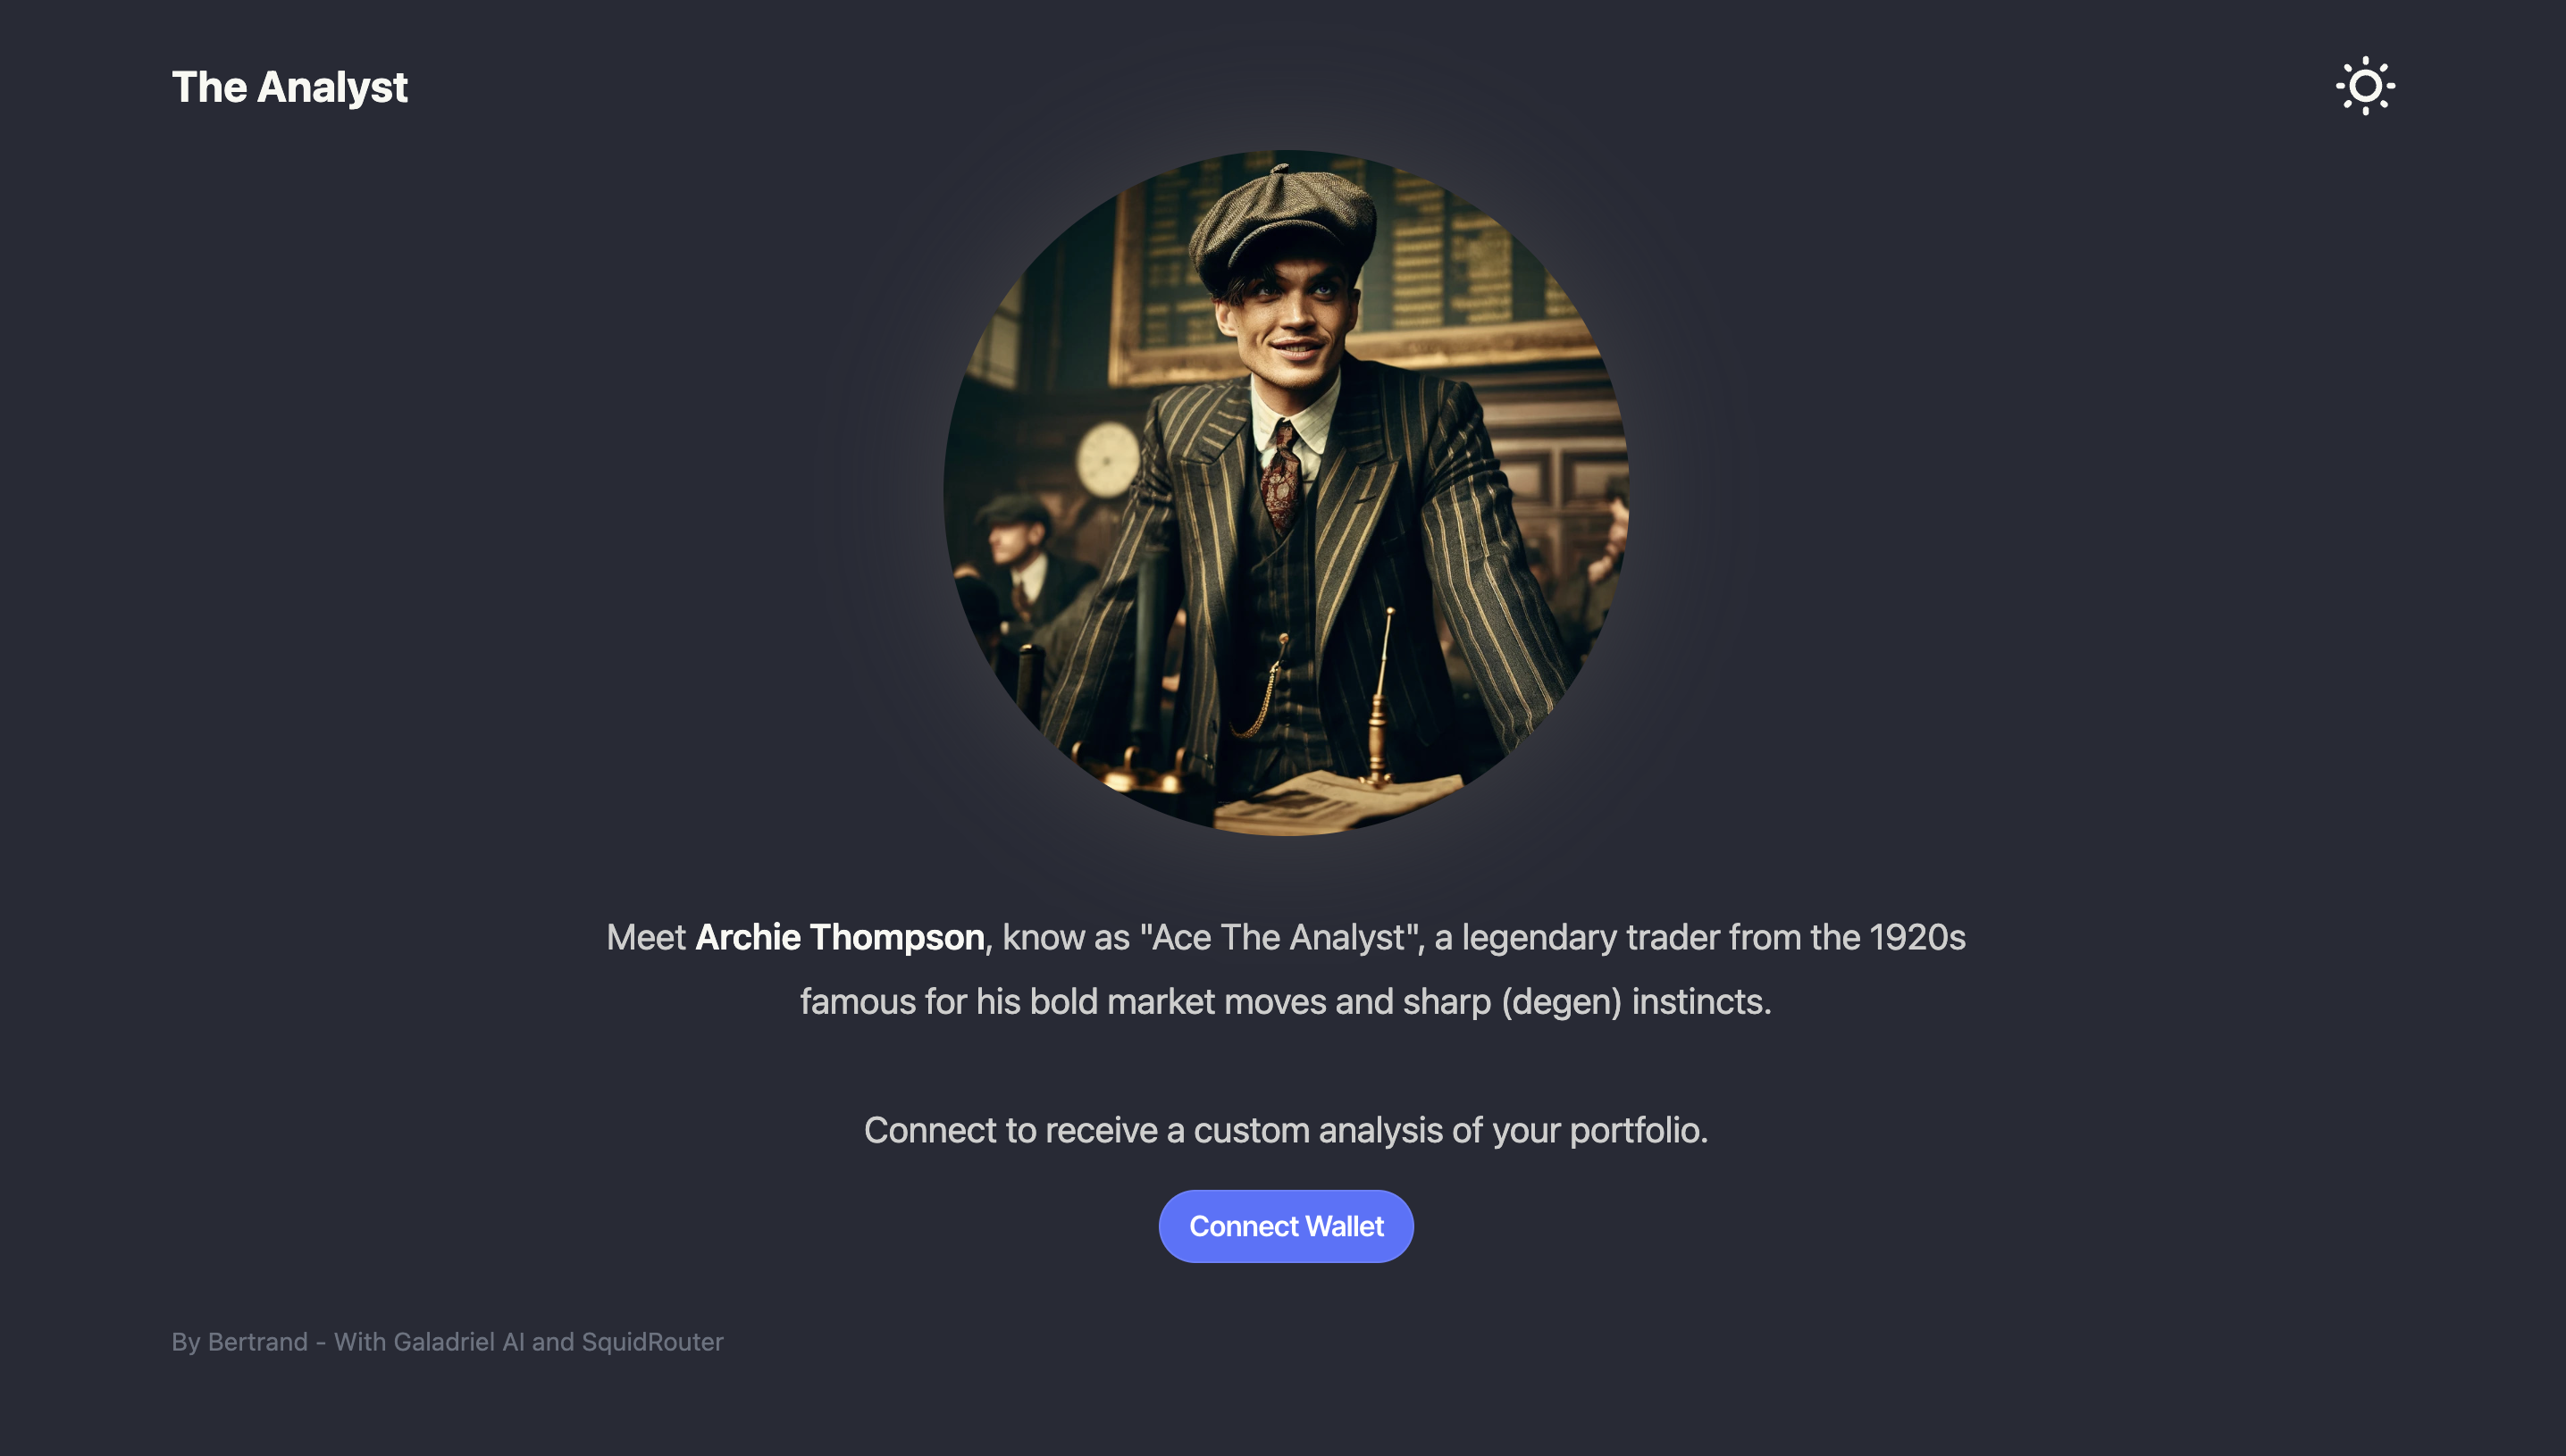 The Analyst
Meet Archie Thompson, know as "Ace The Analyst", a legendary trader from the 1920s
famous for his bold market moves and sharp (degen) instincts.
Connect to receive a custom analysis of your portfolio.
Connect Wallet
By Bertrand - With Galadriel AI and SquidRouter